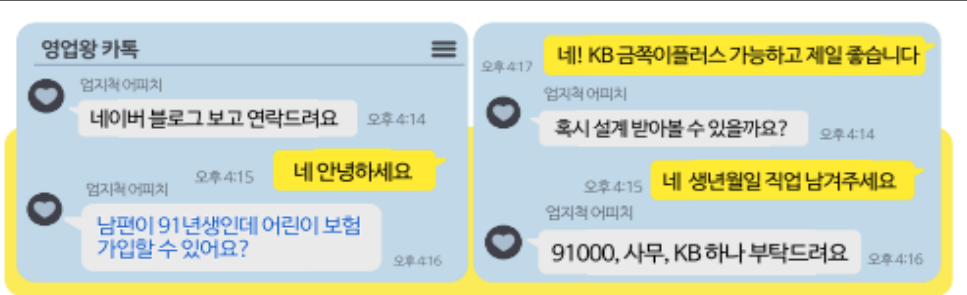 영업왕 카톡
엄지척 어피치
네이버 블로그 보고 연락드려요
오후 4:14
네 안녕하세요
오후 4:15
엄지척 어피치
남편이 91년생인데 어린이 보험
가입할 수 있어요?
오후 4:16
네! KB 금쪽이플러스 가능하고 제일 좋습니다
오후 4:17
엄지척 어피치
혹시 설계 받아볼 수 있을까요?
오후 4:14
네 생년월일 직업 남겨주세요
오후 4:15
엄지척 어피치
91000, 사무, KB 하나 부탁드려요
오후 4:16